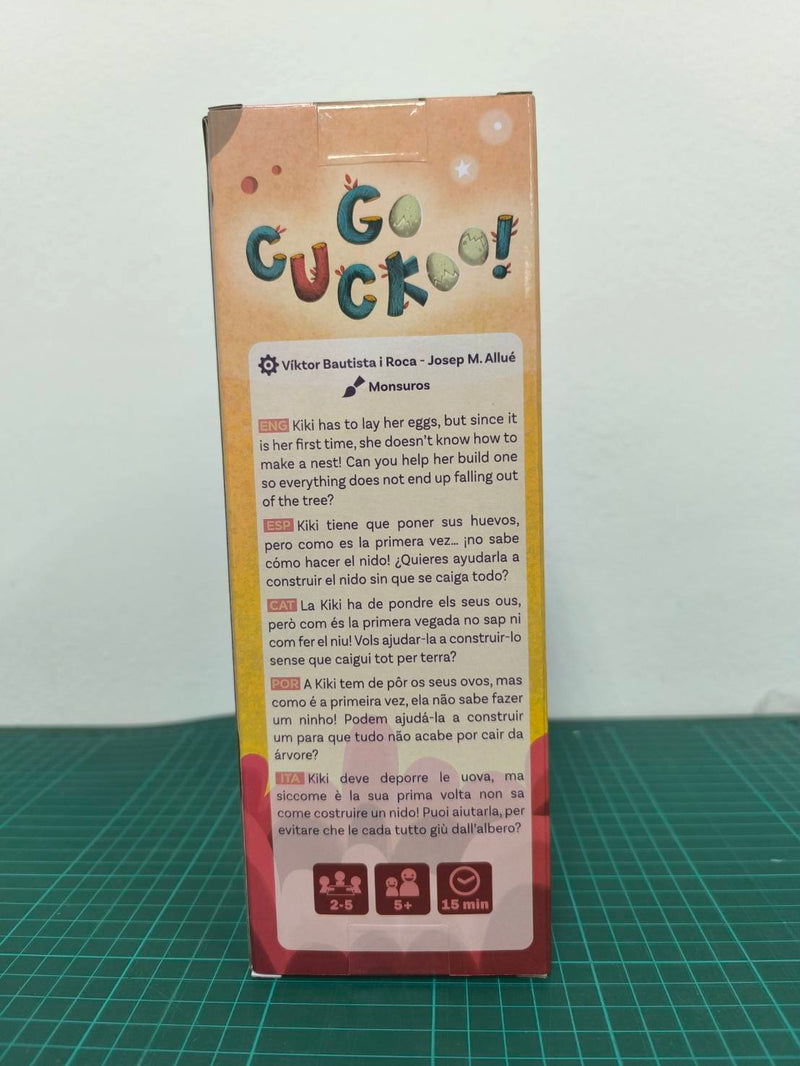 GO
CUCKOO!
Víktor Bautista i Roca - Josep M. Allué
Monsuros
ENG Kiki has to lay her eggs, but since it
is her first time, she doesn't know how to
make a nest! Can you help her build one
so everything does not end up falling out
of the tree?
ESP Kiki tiene que poner sus huevos,
pero como es la primera vez... ¡no sabe
cómo hacer el nido! ¿Quieres ayudarla a
construir el nido sin que se caiga todo?
CAT La Kiki ha de pondre els seus ous,
però com és la primera vegada no sap ni
com fer el niu! Vols ajudar-la a construir-lo
sense que caigui tot per terra?
POR A Kiki tem de pôr os seus ovos, mas
como é a primeira vez, ela não sabe fazer
um ninho! Podem ajudá-la a construir
um para que tudo não acabe por cair da
árvore?
ITA Kiki deve deporre le uova, ma
siccome è la sua prima volta non sa
come costruire un nido! Puoi aiutarla, per
evitare che le cada tutto giù dall'albero?
2-5 5+ 15 min